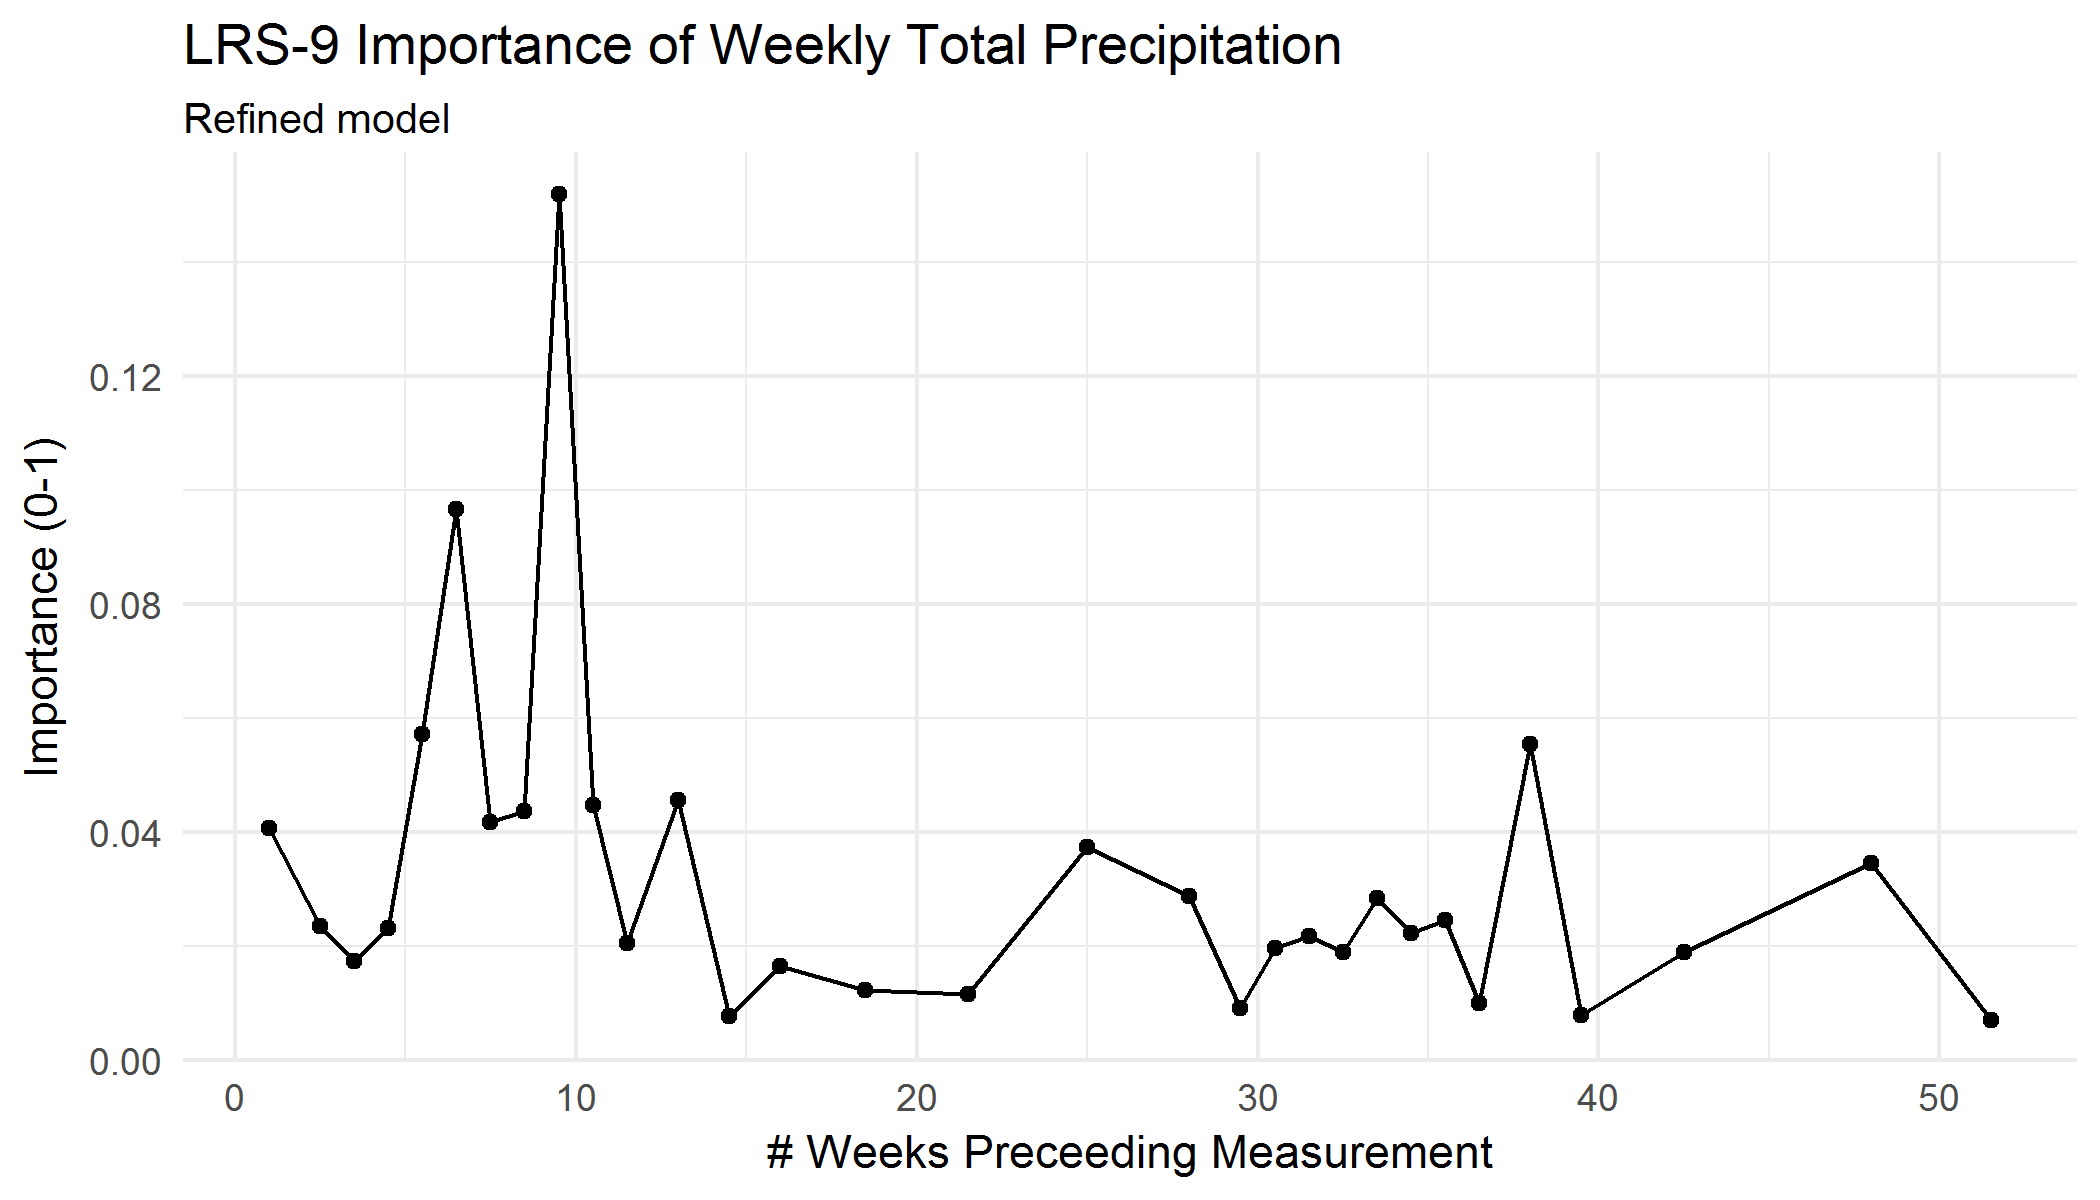 LRS-9 Importance of Weekly Total Precipitation
Refined model
Importance (0-1)
0.12
0.08
0.04
0.00
0 10 20 30 40 50
# Weeks Preceeding Measurement